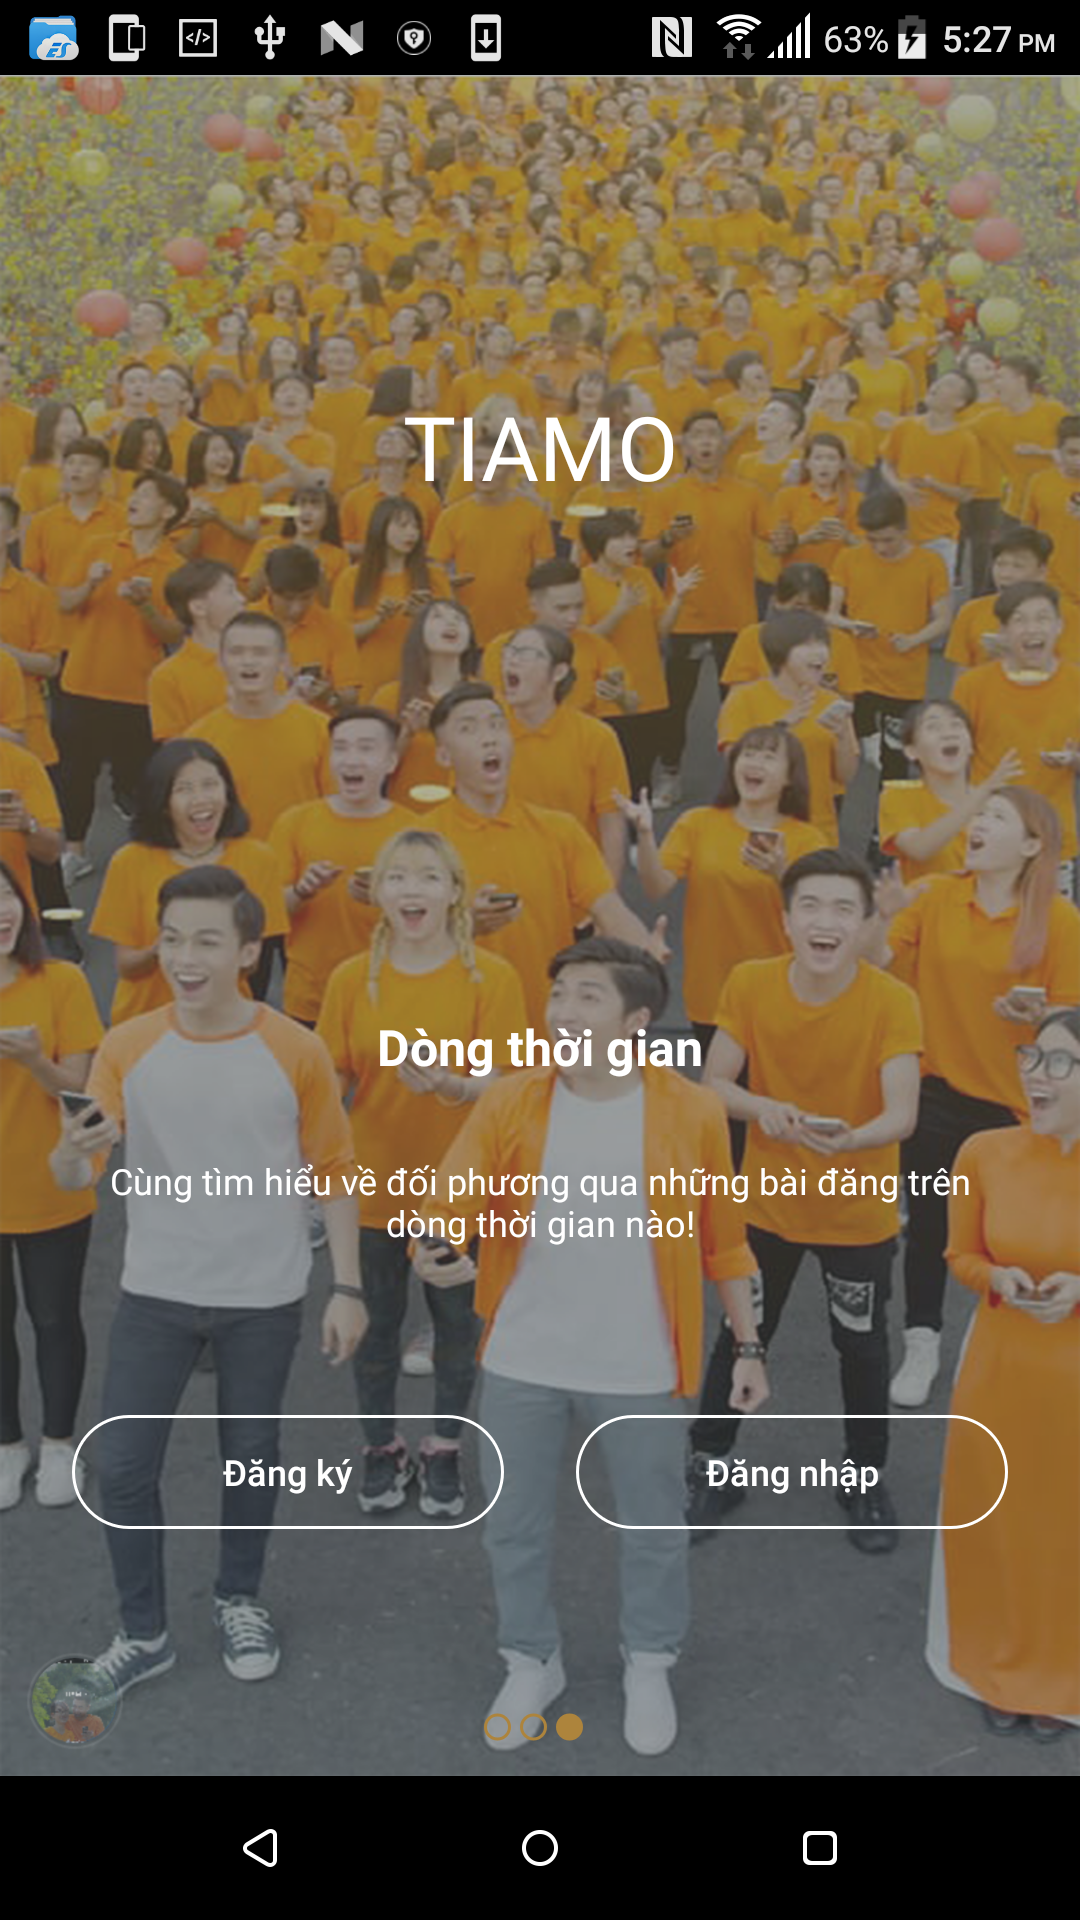 63% 5:27 PM
TIAMO
Dòng thời gian
Cùng tìm hiểu về đối phương qua những bài đăng trên
dòng thời gian nào!
Đăng ký
Đăng nhập